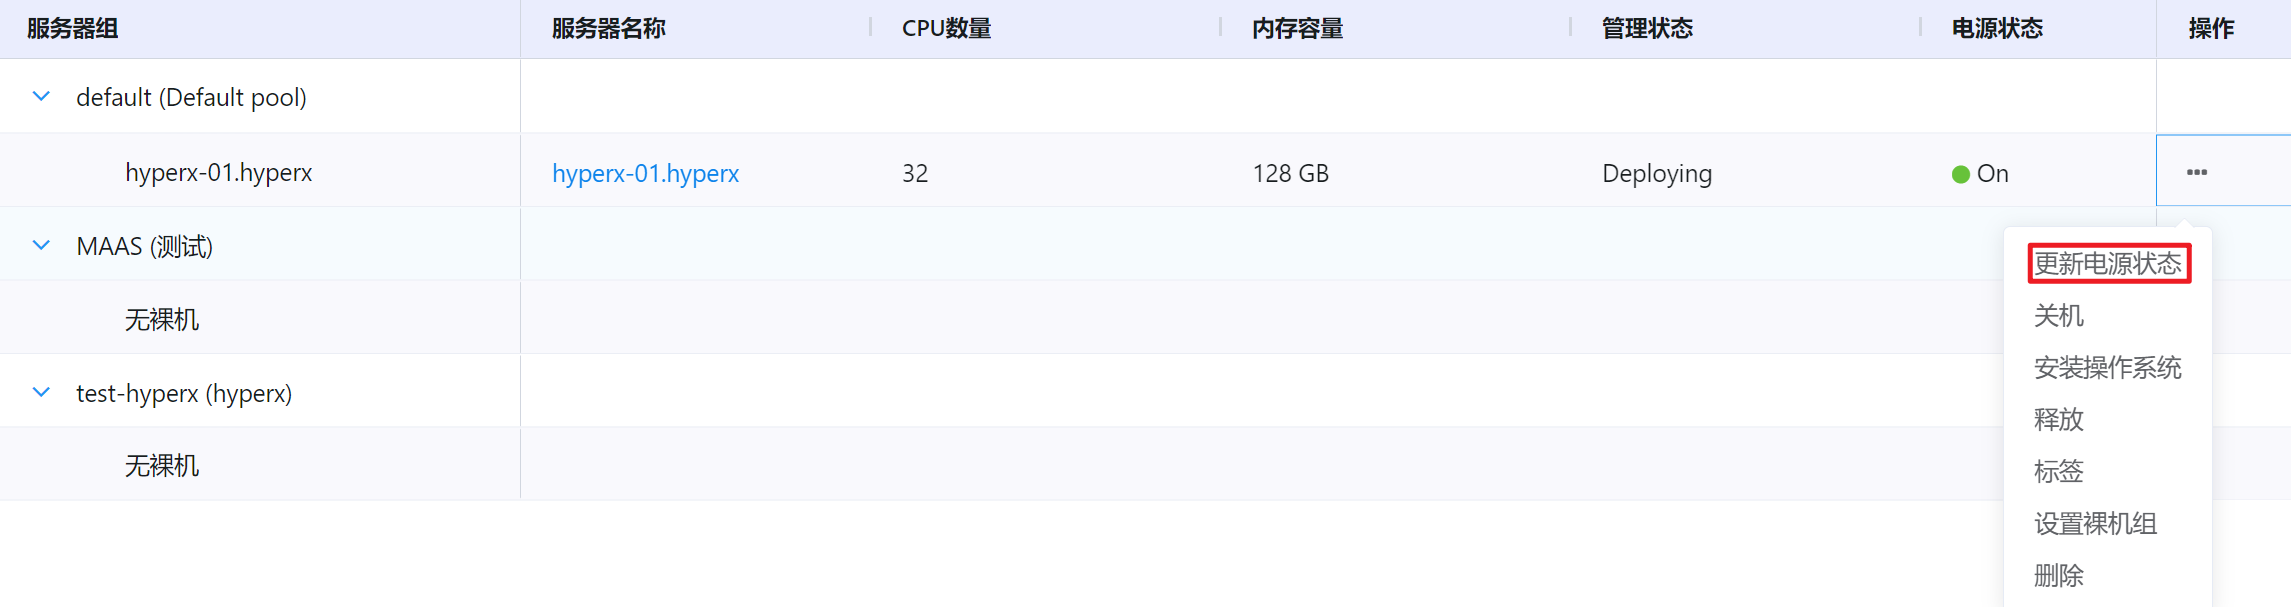 服务器组 服务器名称 CPU数量 内存容量 管理状态 电源状态 操作
default (Default pool)
hyperx-01.hyperx hyperx-01.hyperx 32 128 GB Deploying On ···
MAAS (测试)
更新电源状态
无裸机
关机
安装操作系统
test-hyperx (hyperx)
释放
无裸机
标签
设置裸机组
删除